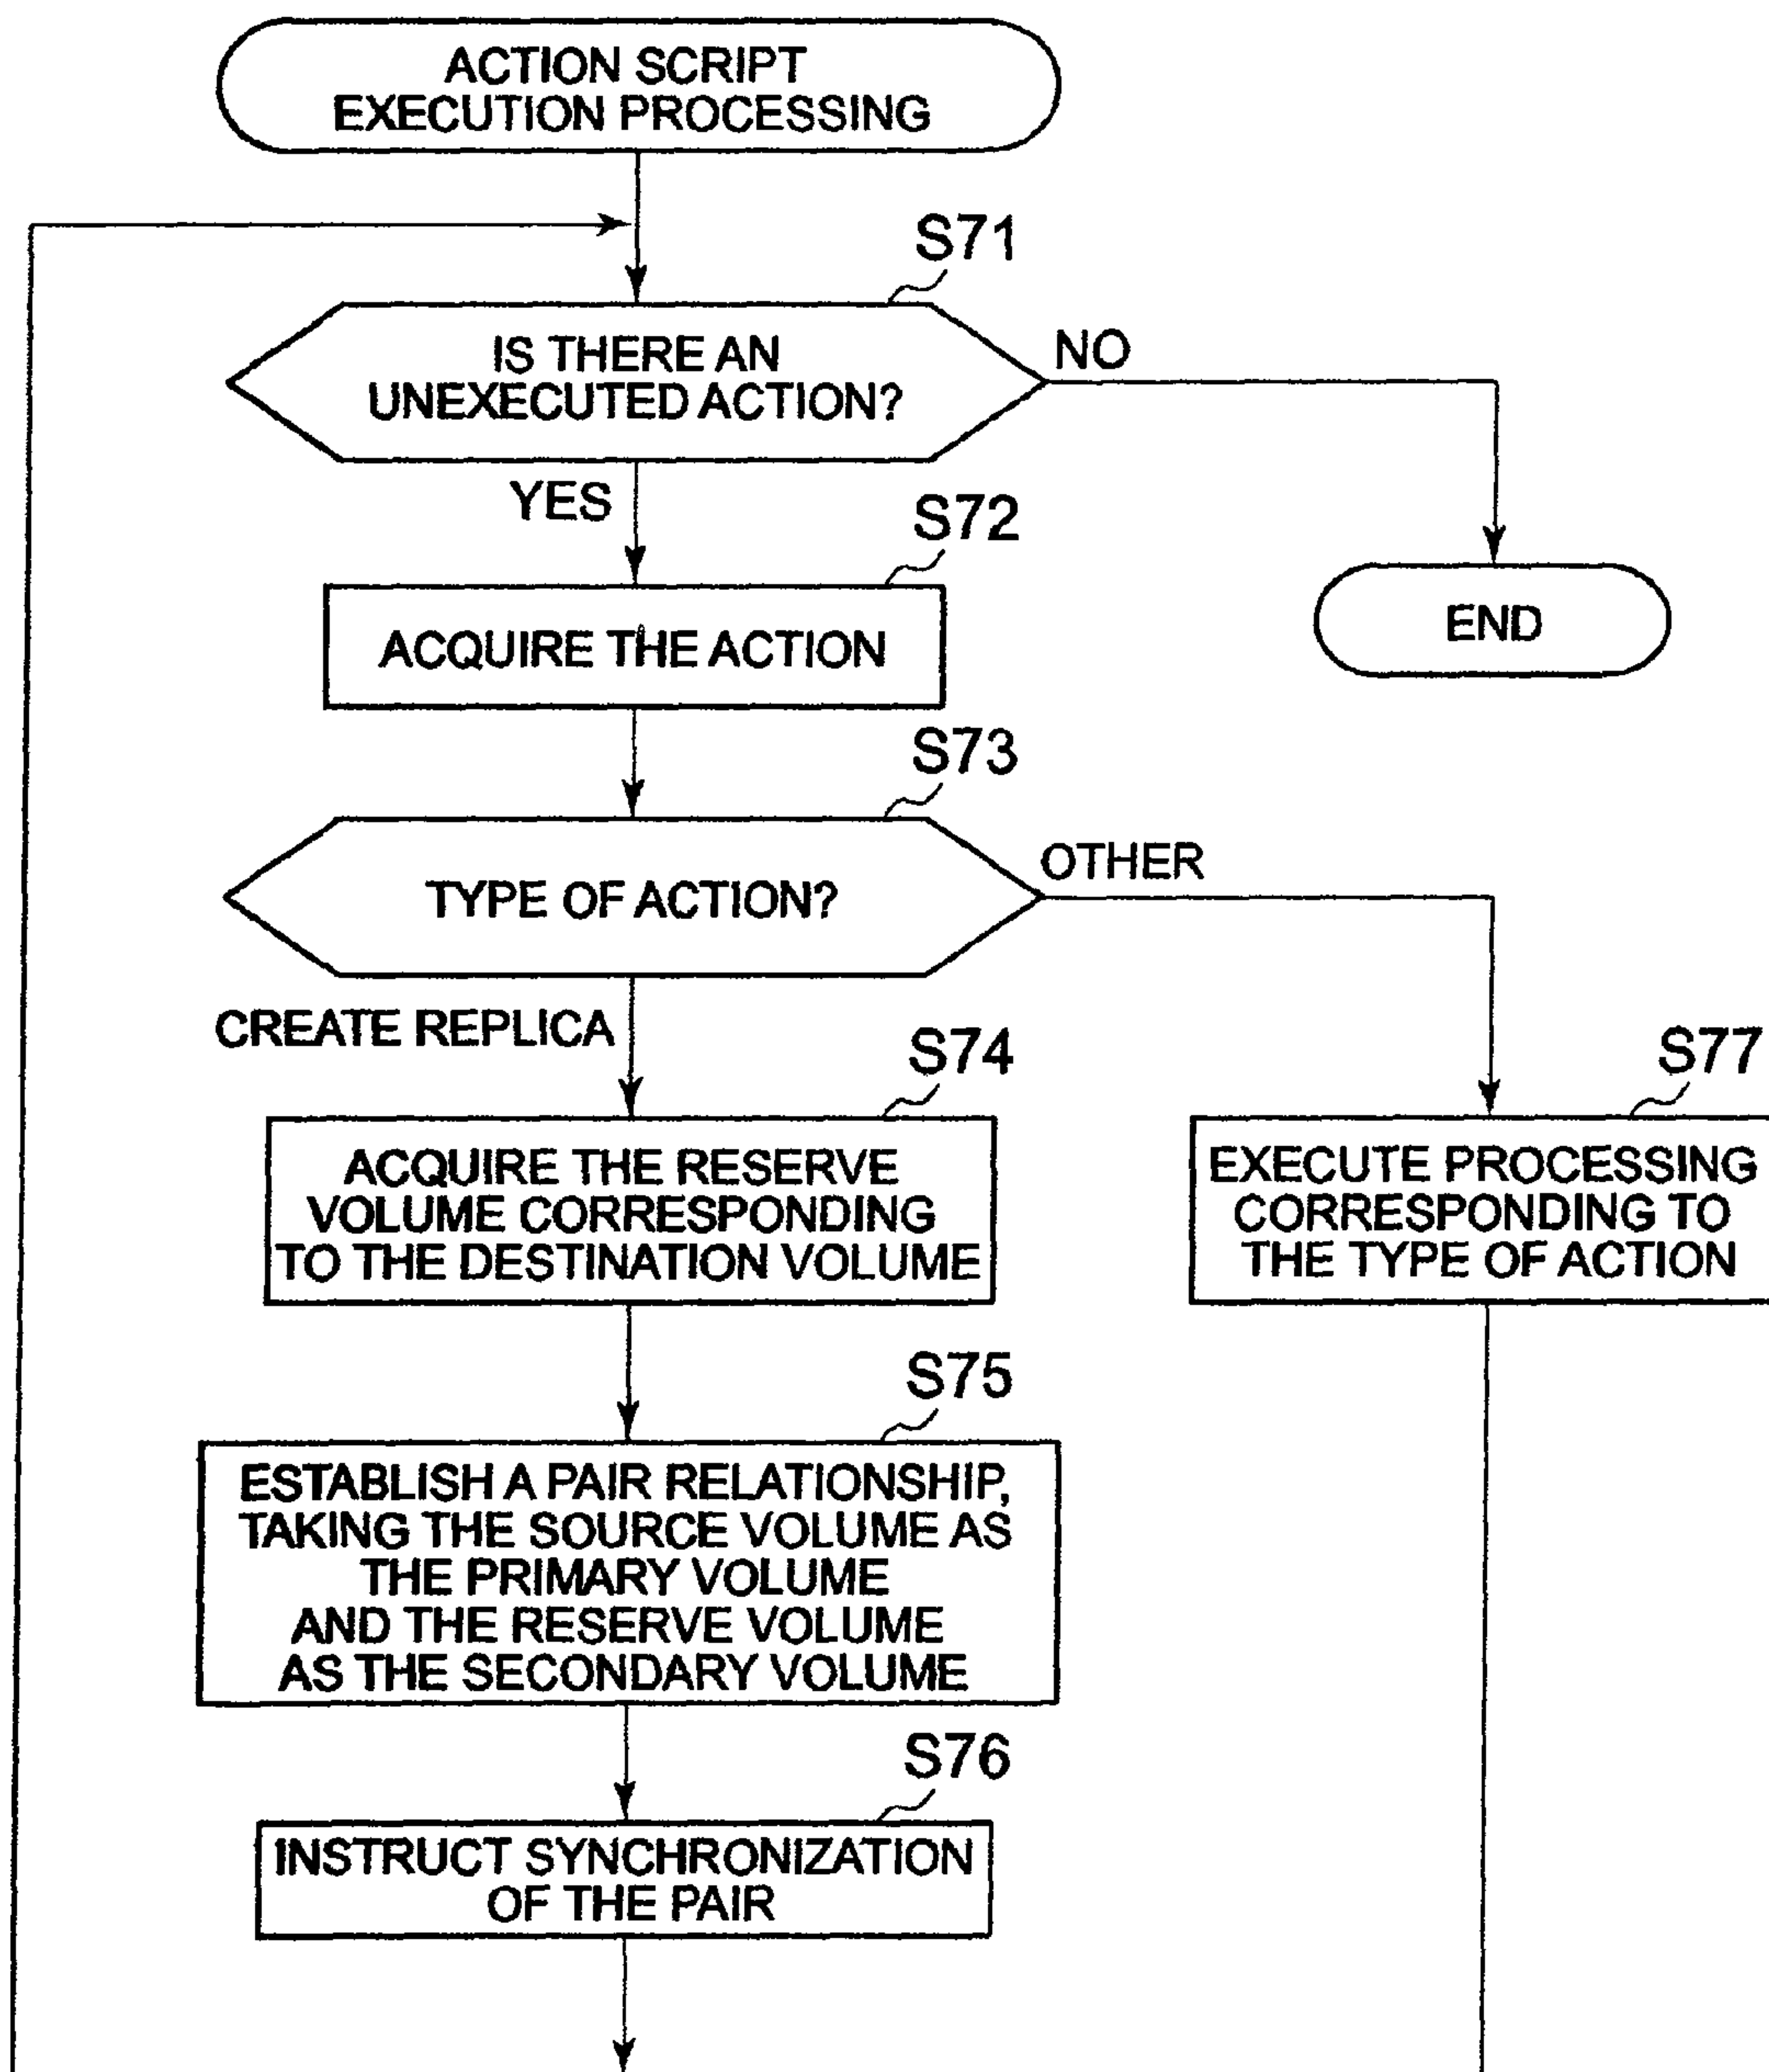 ACTION SCRIPT
EXECUTION PROCESSING
S71
IS THERE AN
UNEXECUTED ACTION?
NO
YES
S72
ACQUIRE THE ACTION
END
S73
TYPE OF ACTION?
OTHER
CREATE REPLICA
S74
ACQUIRE THE RESERVE
VOLUME CORRESPONDING
TO THE DESTINATION VOLUME
S77
EXECUTE PROCESSING
CORRESPONDING TO
THE TYPE OF ACTION
S75
ESTABLISH A PAIR RELATIONSHIP,
TAKING THE SOURCE VOLUME AS
THE PRIMARY VOLUME
AND THE RESERVE VOLUME
AS THE SECONDARY VOLUME
S76
INSTRUCT SYNCHRONIZATION
OF THE PAIR